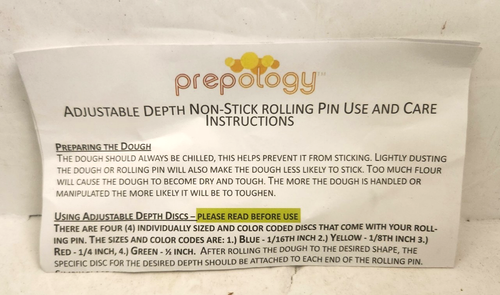 prepology™
ADJUSTABLE DEPTH NON-STICK ROLLING PIN USE AND CARE
INSTRUCTIONS
PREPARING THE DOUGH
THE DOUGH SHOULD ALWAYS BE CHILLED, THIS HELPS PREVENT IT FROM STICKING. LIGHTLY DUSTING
THE DOUGH OR ROLLING PIN WILL ALSO MAKE THE DOUGH LESS LIKELY TO STICK. TOO MUCH FLOUR
WILL CAUSE THE DOUGH TO BECOME DRY AND TOUGH. THE MORE THE DOUGH IS HANDLED OR
MANIPULATED THE MORE LIKELY IT WILL BE TO TOUGHEN.
USING ADJUSTABLE DEPTH DISCS – PLEASE READ BEFORE USE
THERE ARE FOUR (4) INDIVIDUALLY SIZED AND COLOR CODED DISCS THAT COME WITH YOUR ROLL-
ING PIN. THE SIZES AND COLOR CODES ARE: 1.) BLUE - 1/16TH INCH 2.) YELLOW - 1/8TH INCH 3.)
RED - 1/4 INCH, 4.) GREEN - ½ INCH. AFTER ROLLING THE DOUGH TO THE DESIRED SHAPE, THE
SPECIFIC DISC FOR THE DESIRED DEPTH SHOULD BE ATTACHED TO EACH END OF THE ROLLING PIN.